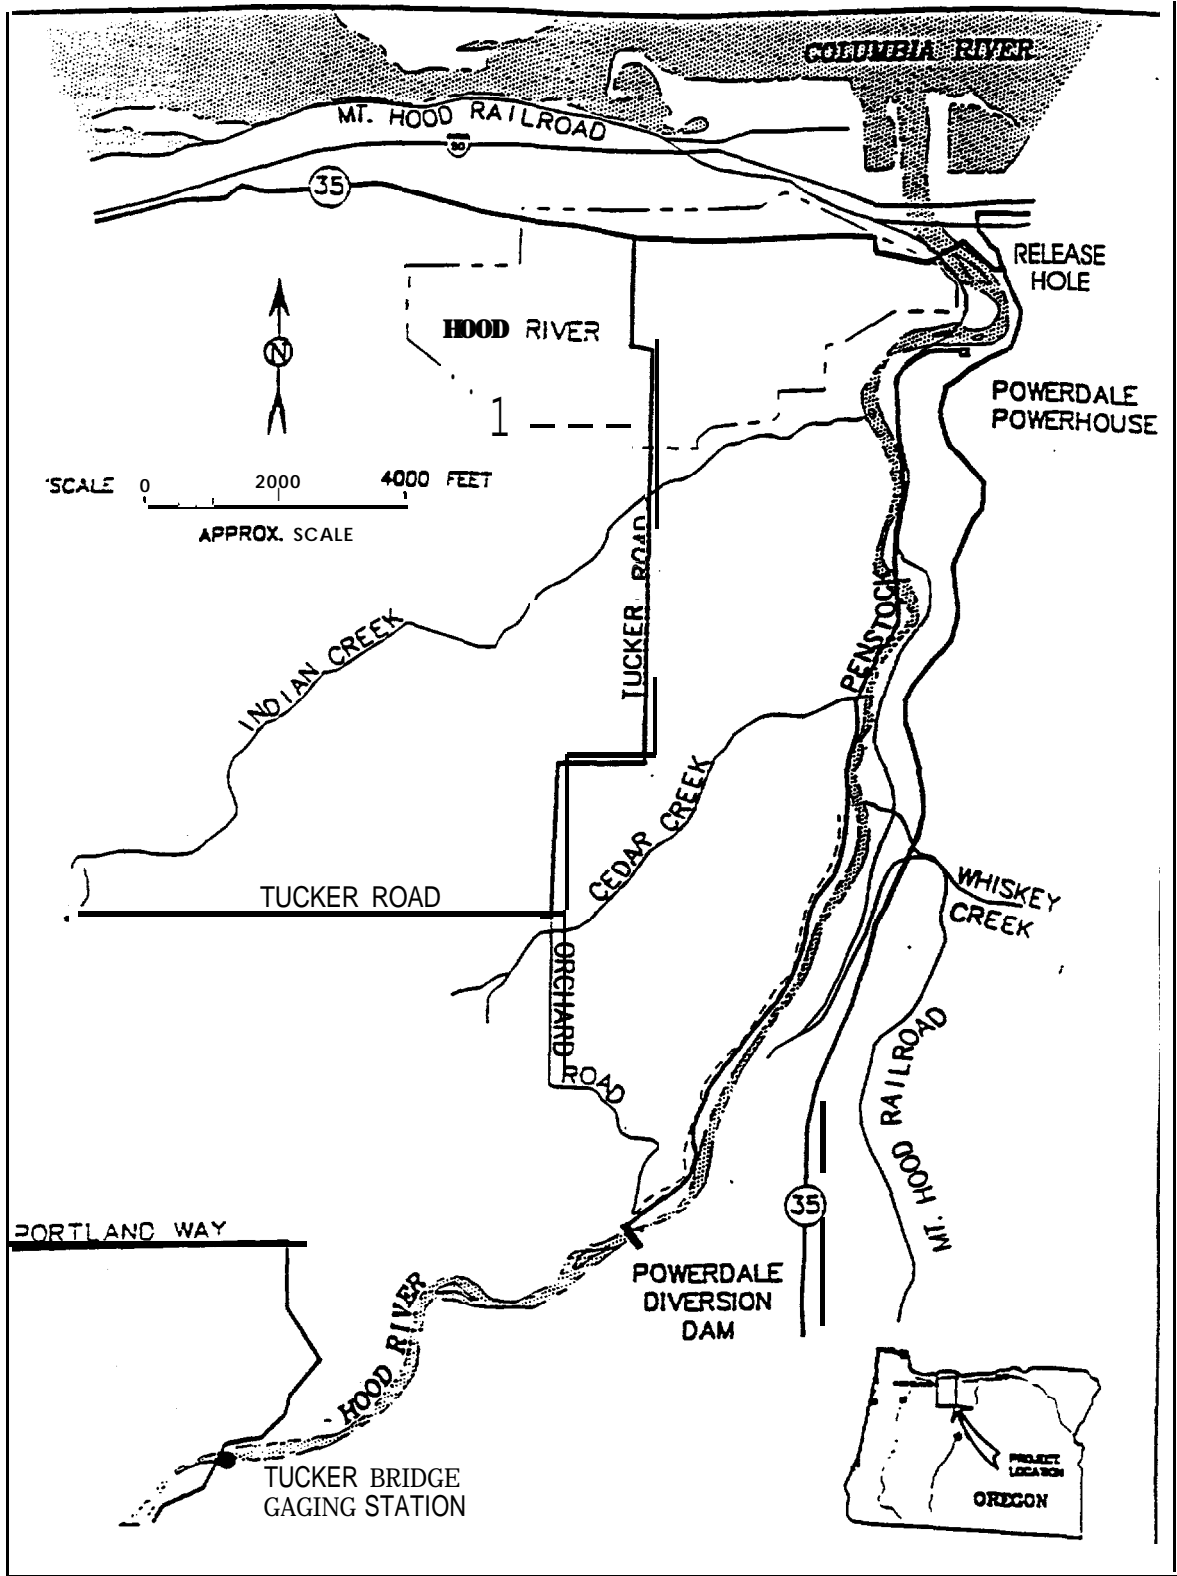 COLUMBIA RIVER
MT. HOOD RAILROAD
35
RELEASE
HOLE
HOOD RIVER
N
POWERDALE
POWERHOUSE
1
SCALE 0 2000 4000 FEET
APPROX. SCALE
TUCKER ROAD
PENSTOCK
INDIAN CREEK
CEDAR CREEK
TUCKER ROAD
WHISKEY
CREEK
ORCHARD
ROAD
MT. HOOD RAILROAD
35
PORTLAND WAY
POWERDALE
DIVERSION
DAM
HOOD RIVER
TUCKER BRIDGE
GAGING STATION
PROJECT
LOCATION
OREGON